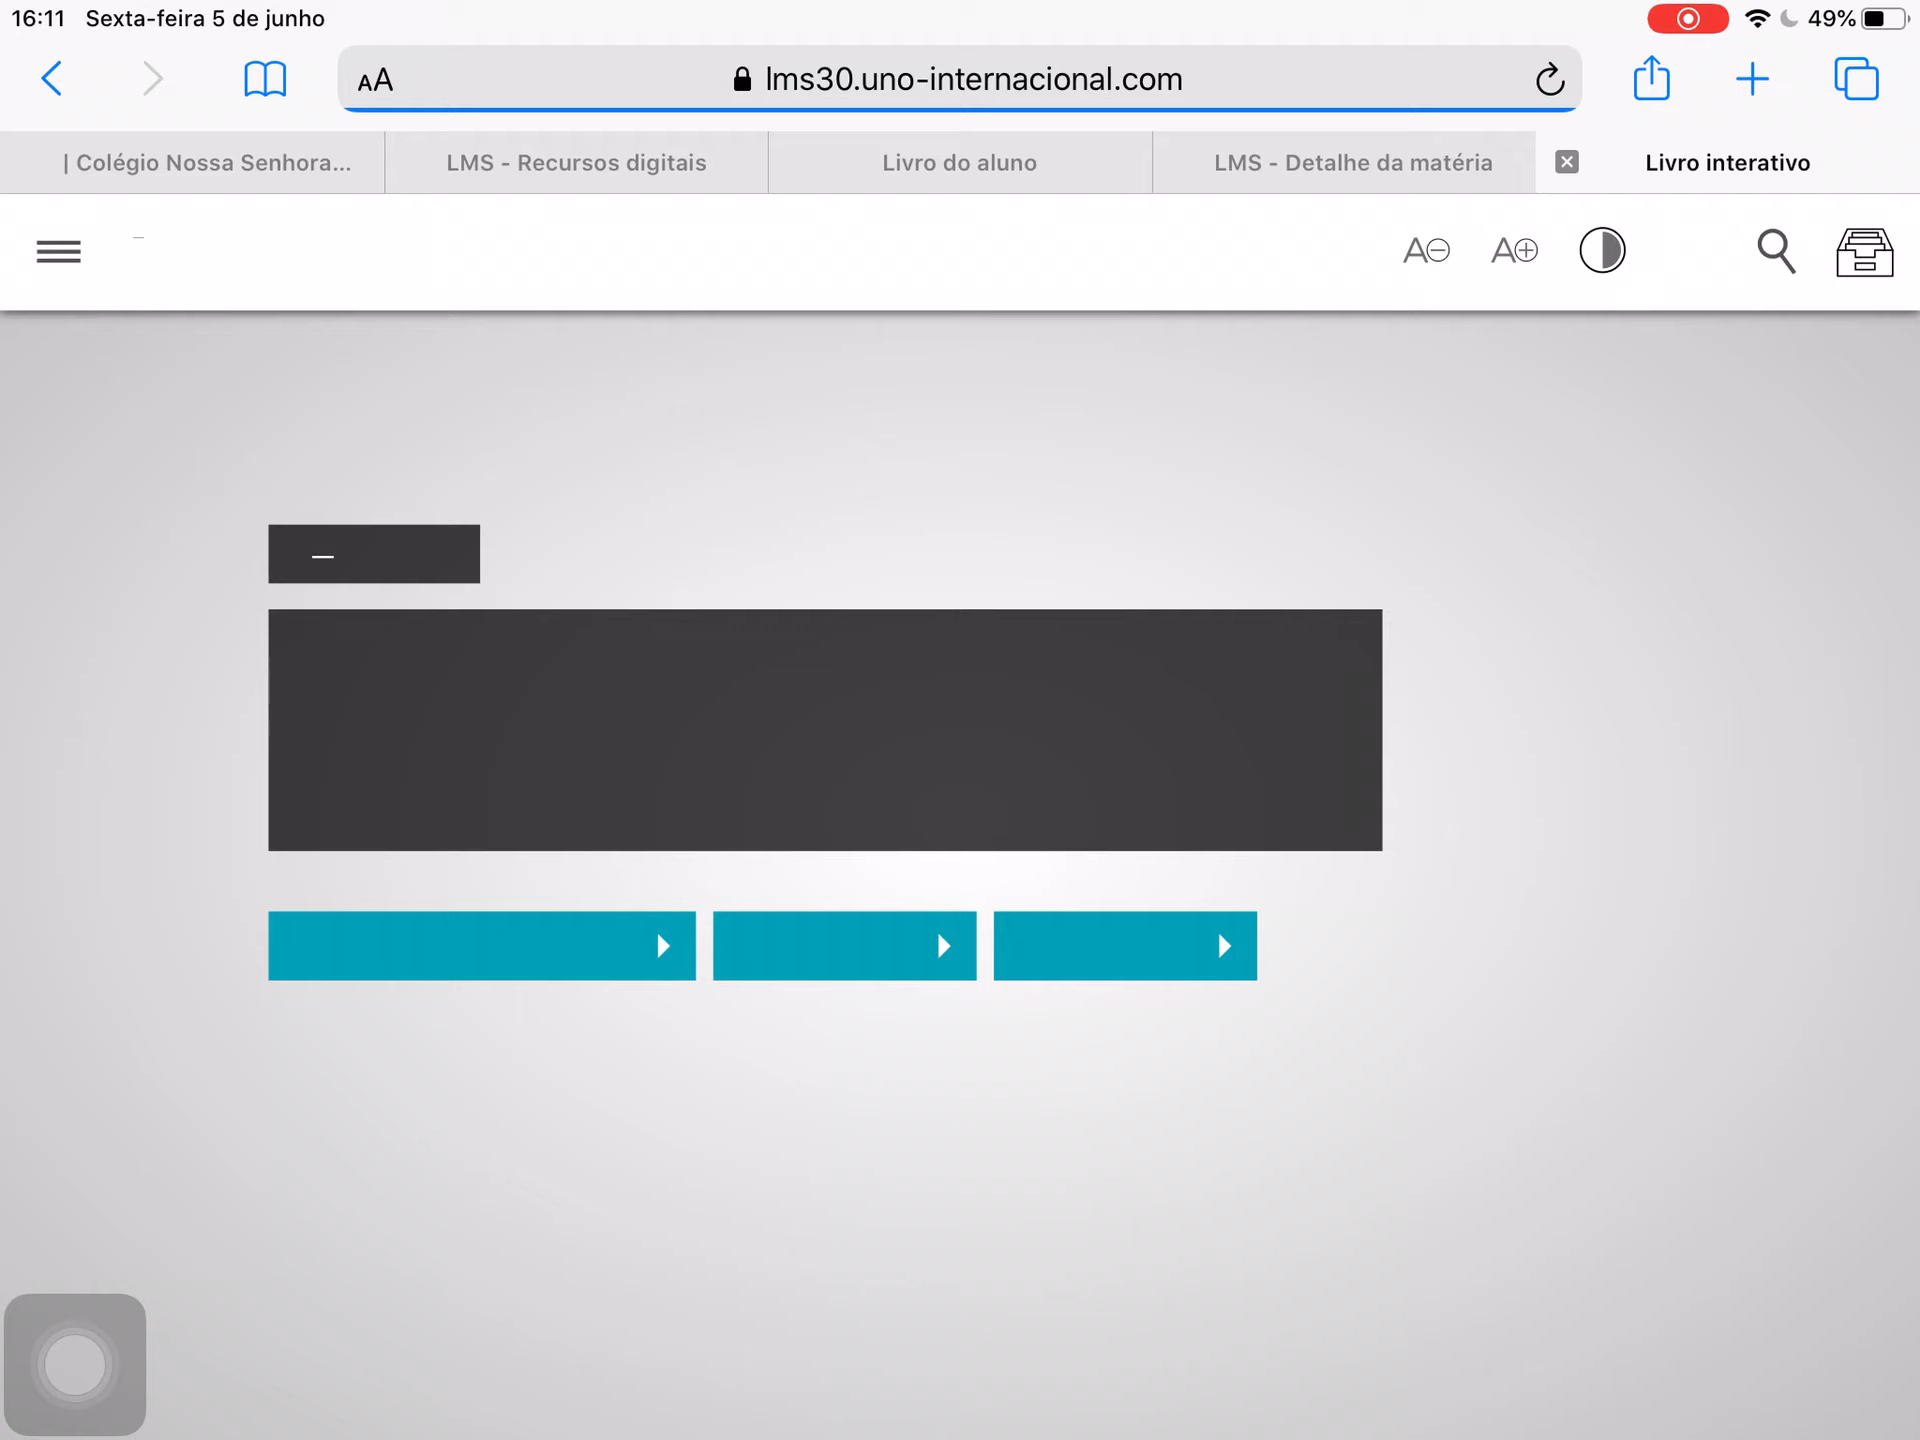 16:11 Sexta-feira 5 de junho 49%
AA lms30.uno-internacional.com
| Colégio Nossa Senhora... LMS - Recursos digitais Livro do aluno LMS - Detalhe da matéria Livro interativo
A A